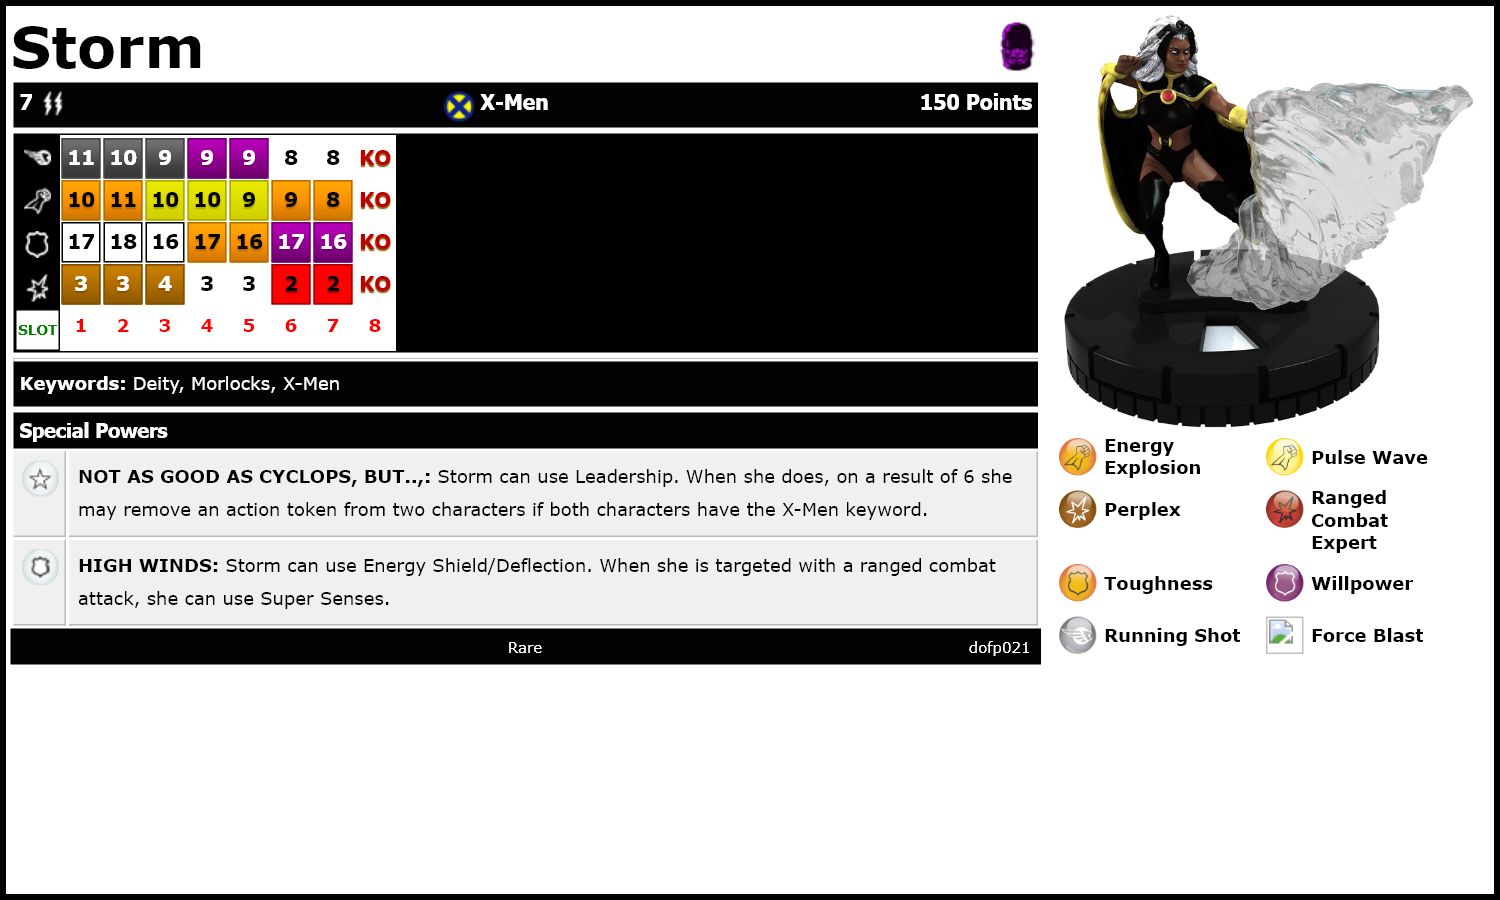 Storm
7 X-Men 150 Points
11 10 9 9 9 8 8 KO
10 11 10 10 9 9 8 KO
17 18 16 17 16 17 16 KO
3 3 4 3 3 2 2 KO
SLOT 1 2 3 4 5 6 7 8
Keywords: Deity, Morlocks, X-Men
Special Powers
NOT AS GOOD AS CYCLOPS, BUT..,: Storm can use Leadership. When she does, on a result of 6 she
may remove an action token from two characters if both characters have the X-Men keyword.
HIGH WINDS: Storm can use Energy Shield/Deflection. When she is targeted with a ranged combat
attack, she can use Super Senses.
Rare dofp021
Energy
Explosion
Pulse Wave
Perplex
Ranged
Combat
Expert
Toughness
Willpower
Running Shot
Force Blast